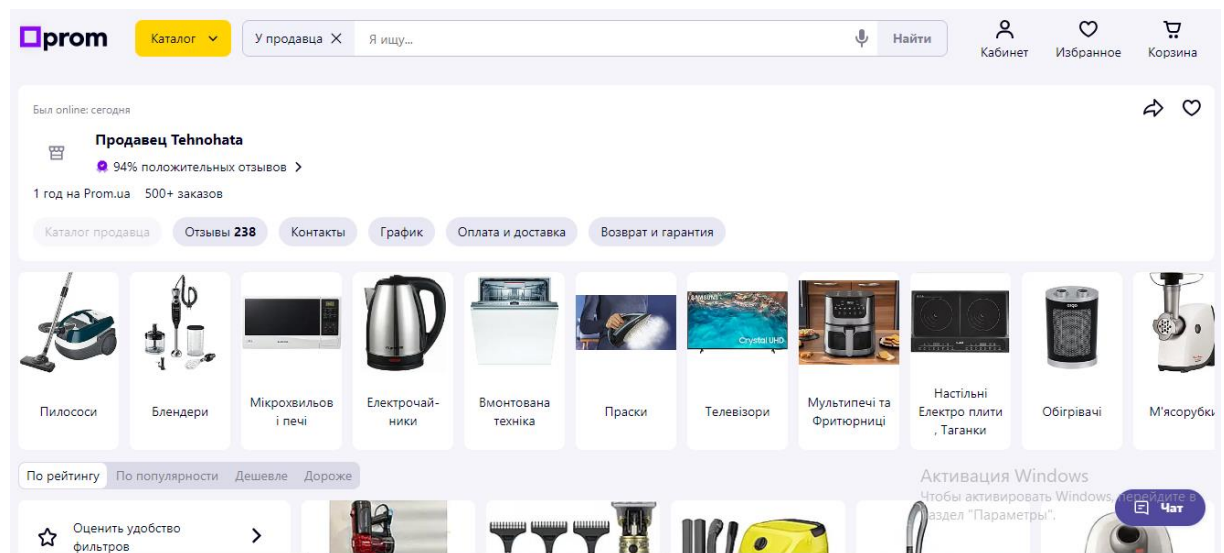 prom
Каталог
У продавца
Я ищу...
Найти
Кабинет
Избранное
Корзина
Был online: сегодня
Продавец Tehnohata
94% положительных отзывов
1 год на Prom.ua 500+ заказов
Каталог продавца
Отзывы 238
Контакты
График
Оплата и доставка
Возврат и гарантия
SAMSUNG
Crystal UHD
Пилососи
Блендери
Мікрохвильов
і печі
Електрочай-
ники
Вмонтована
техніка
Праски
Телевізори
Мультипечі та
Фритюрниці
Настільні
Електро плити
, Таганки
Обігрівачі
М'ясорубки
По рейтингу
По популярности
Дешевле
Дороже
Оценить удобство
фильтров
Активация Windows
Чтобы активировать Windows, перейдите в
раздел "Параметры".
Чат